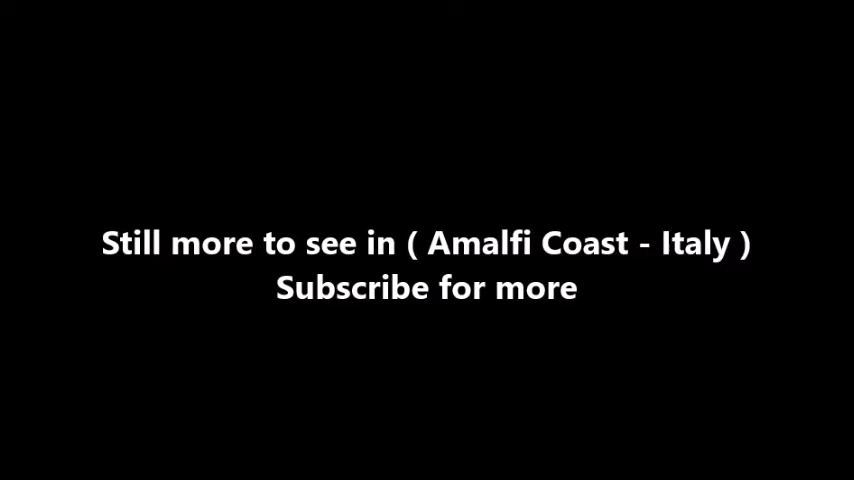 Still more to see in ( Amalfi Coast - Italy )
Subscribe for more